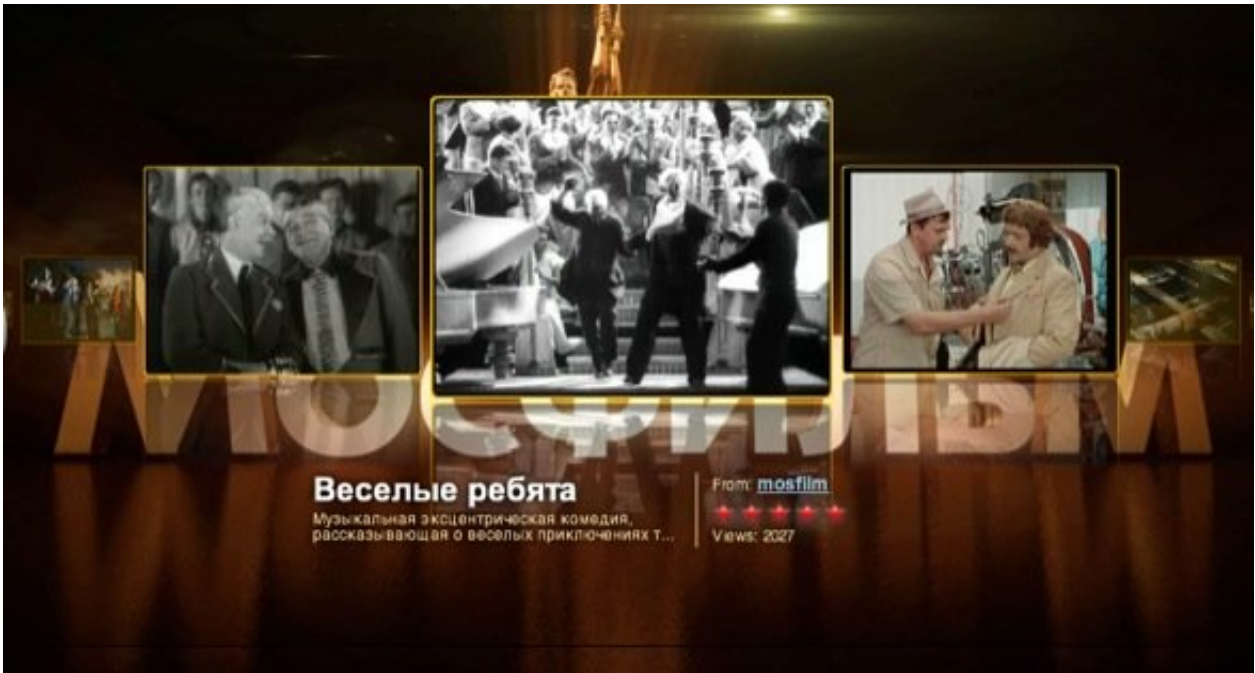 МОСФИЛЬМ
Веселые ребята
Музыкальная эксцентрическая комедия,
рассказывающая о веселых приключениях т...
From: mosfilm
Views: 2027